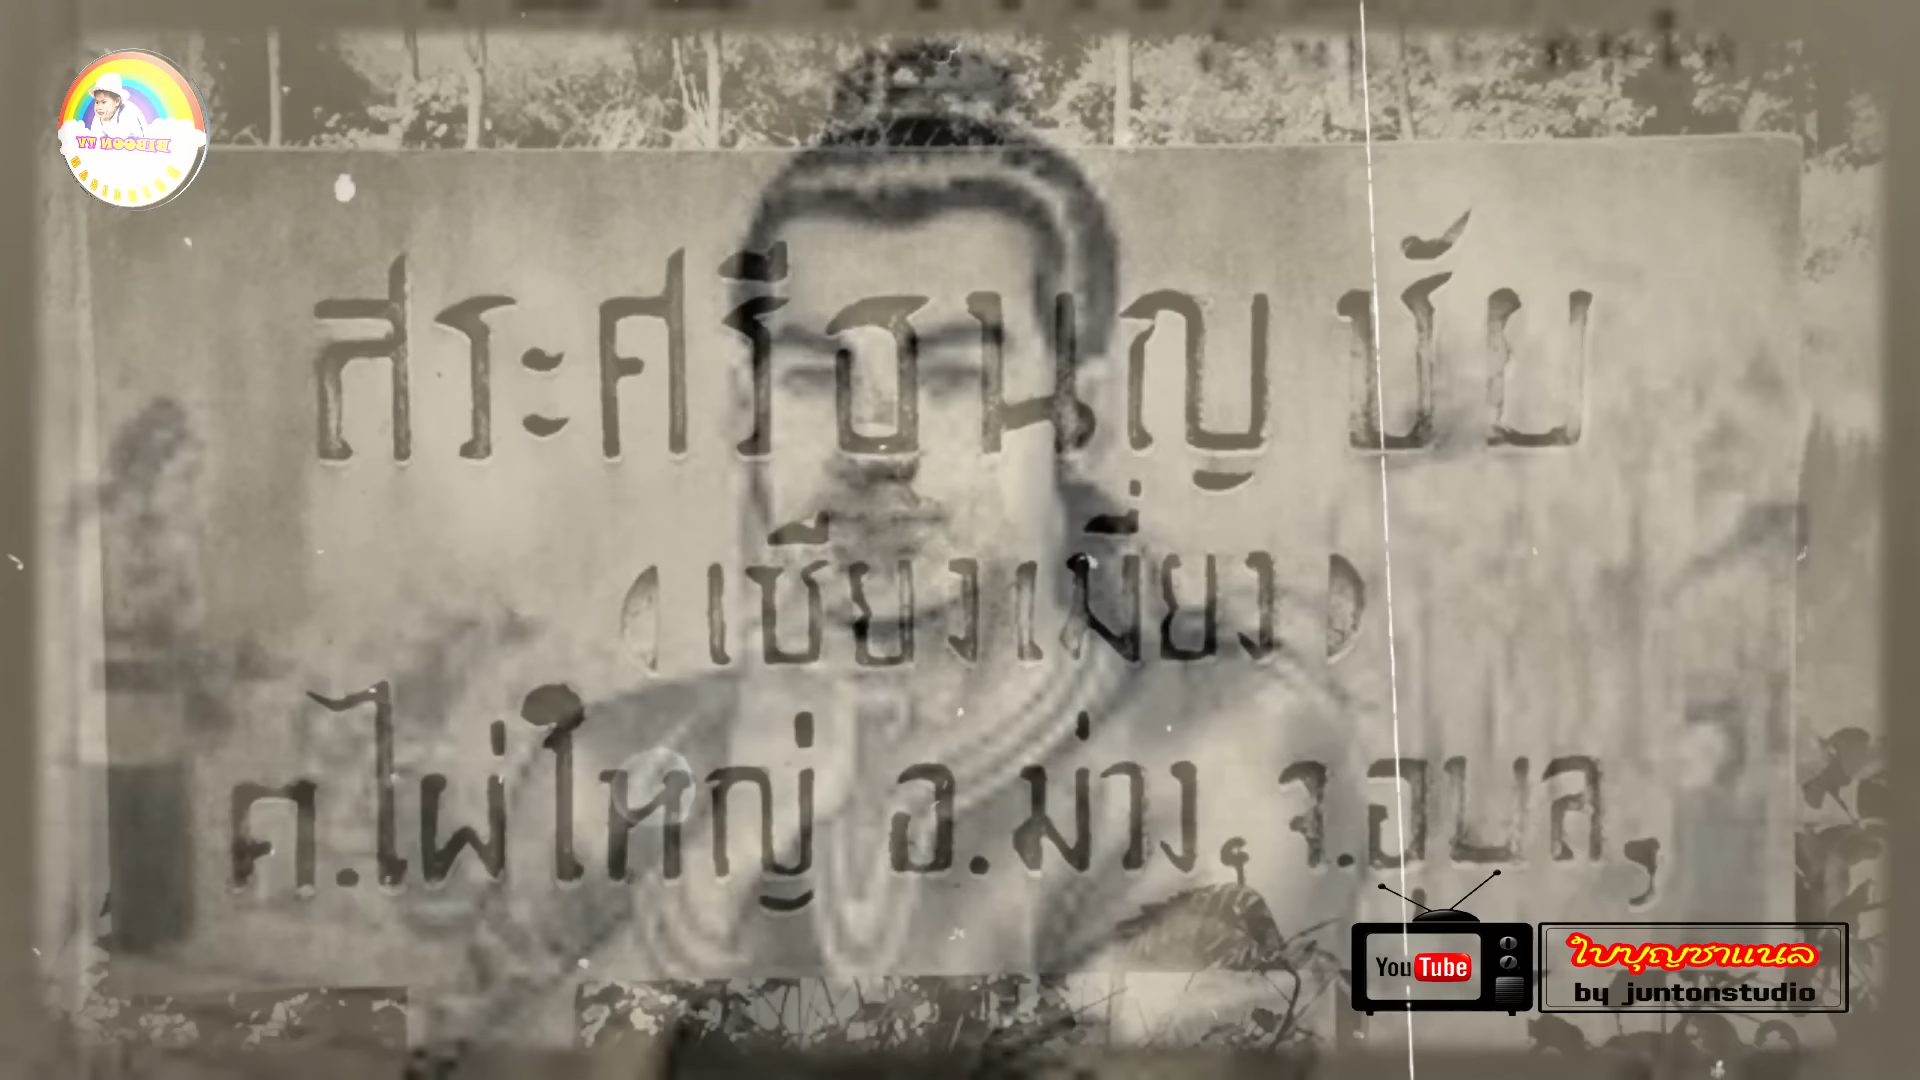 สระศรีธนญชัย
(เซียงเมี่ยง)
ต.ไผ่ใหญ่ อ.ม่วง, จ.อุบล,
YouTube
ใบบุญชาแนล
by juntonstudio